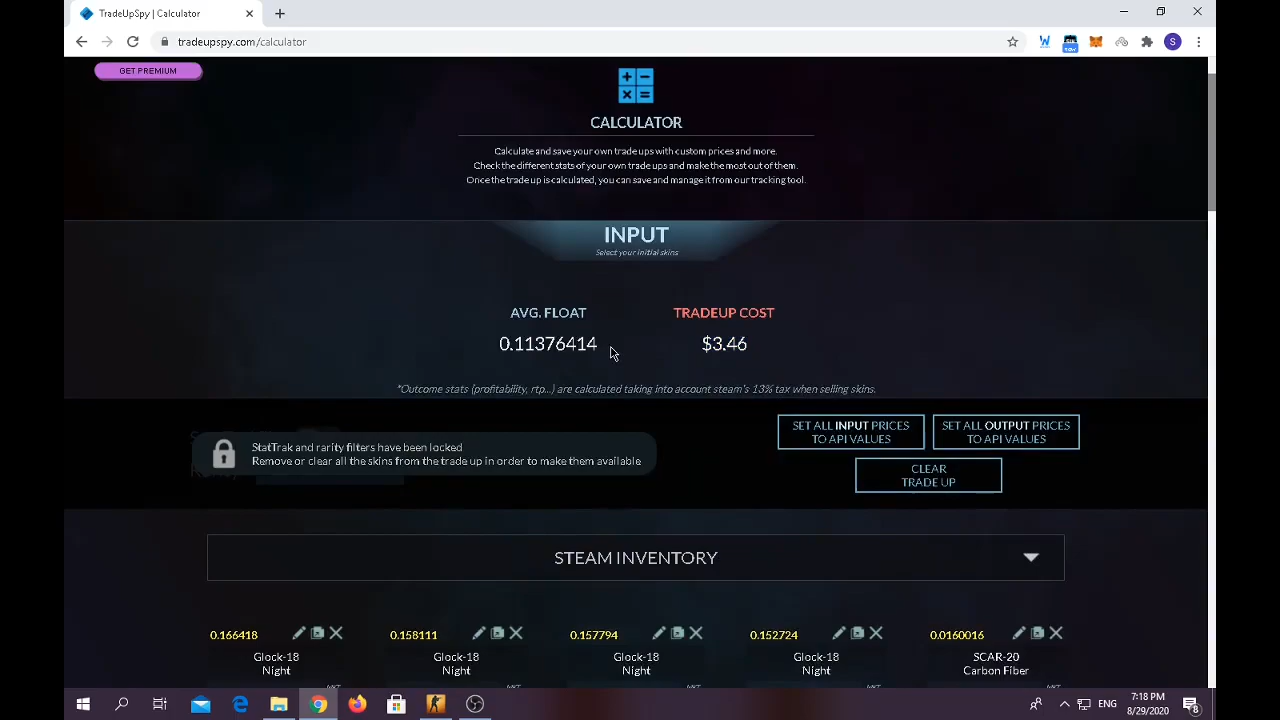 TradeUpSpy | Calculator
tradeupspy.com/calculator
S
GET PREMIUM
CALCULATOR
Calculate and save your own trade ups with custom prices and more.
Check the different stats of your own trade ups and make the most out of them.
Once the trade up is calculated, you can save and manage it from our tracking tool.
INPUT
Select your initial skins
AVG. FLOAT
TRADEUP COST
0.11376414
$3.46
*Outcome stats (profitability, rtp...) are calculated taking into account steam's 13% tax when selling skins.
StatTrak and rarity filters have been locked
Remove or clear all the skins from the trade up in order to make them available
SET ALL INPUT PRICES
TO API VALUES
SET ALL OUTPUT PRICES
TO API VALUES
CLEAR
TRADE UP
STEAM INVENTORY
0.166418
0.158111
0.157794
0.152724
0.0160016
Glock-18
Night
Glock-18
Night
Glock-18
Night
Glock-18
Night
SCAR-20
Carbon Fiber
ENG
7:18 PM
8/29/2020